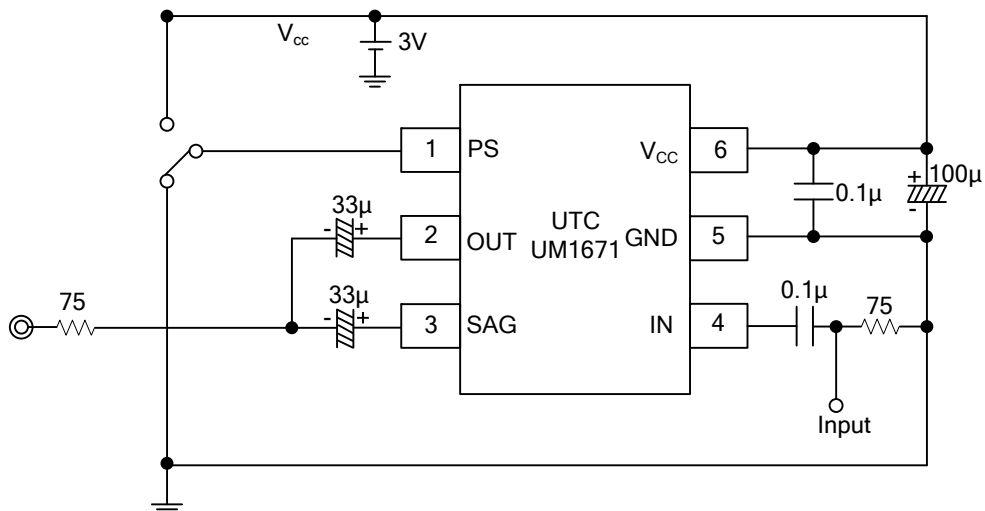 Vcc
3V
1
PS
VCC
6
+
100μ
-
0.1μ
33μ
-
+
2
OUT
UTC
UM1671
GND
5
75
33μ
-
+
3
SAG
IN
4
0.1μ
75
Input